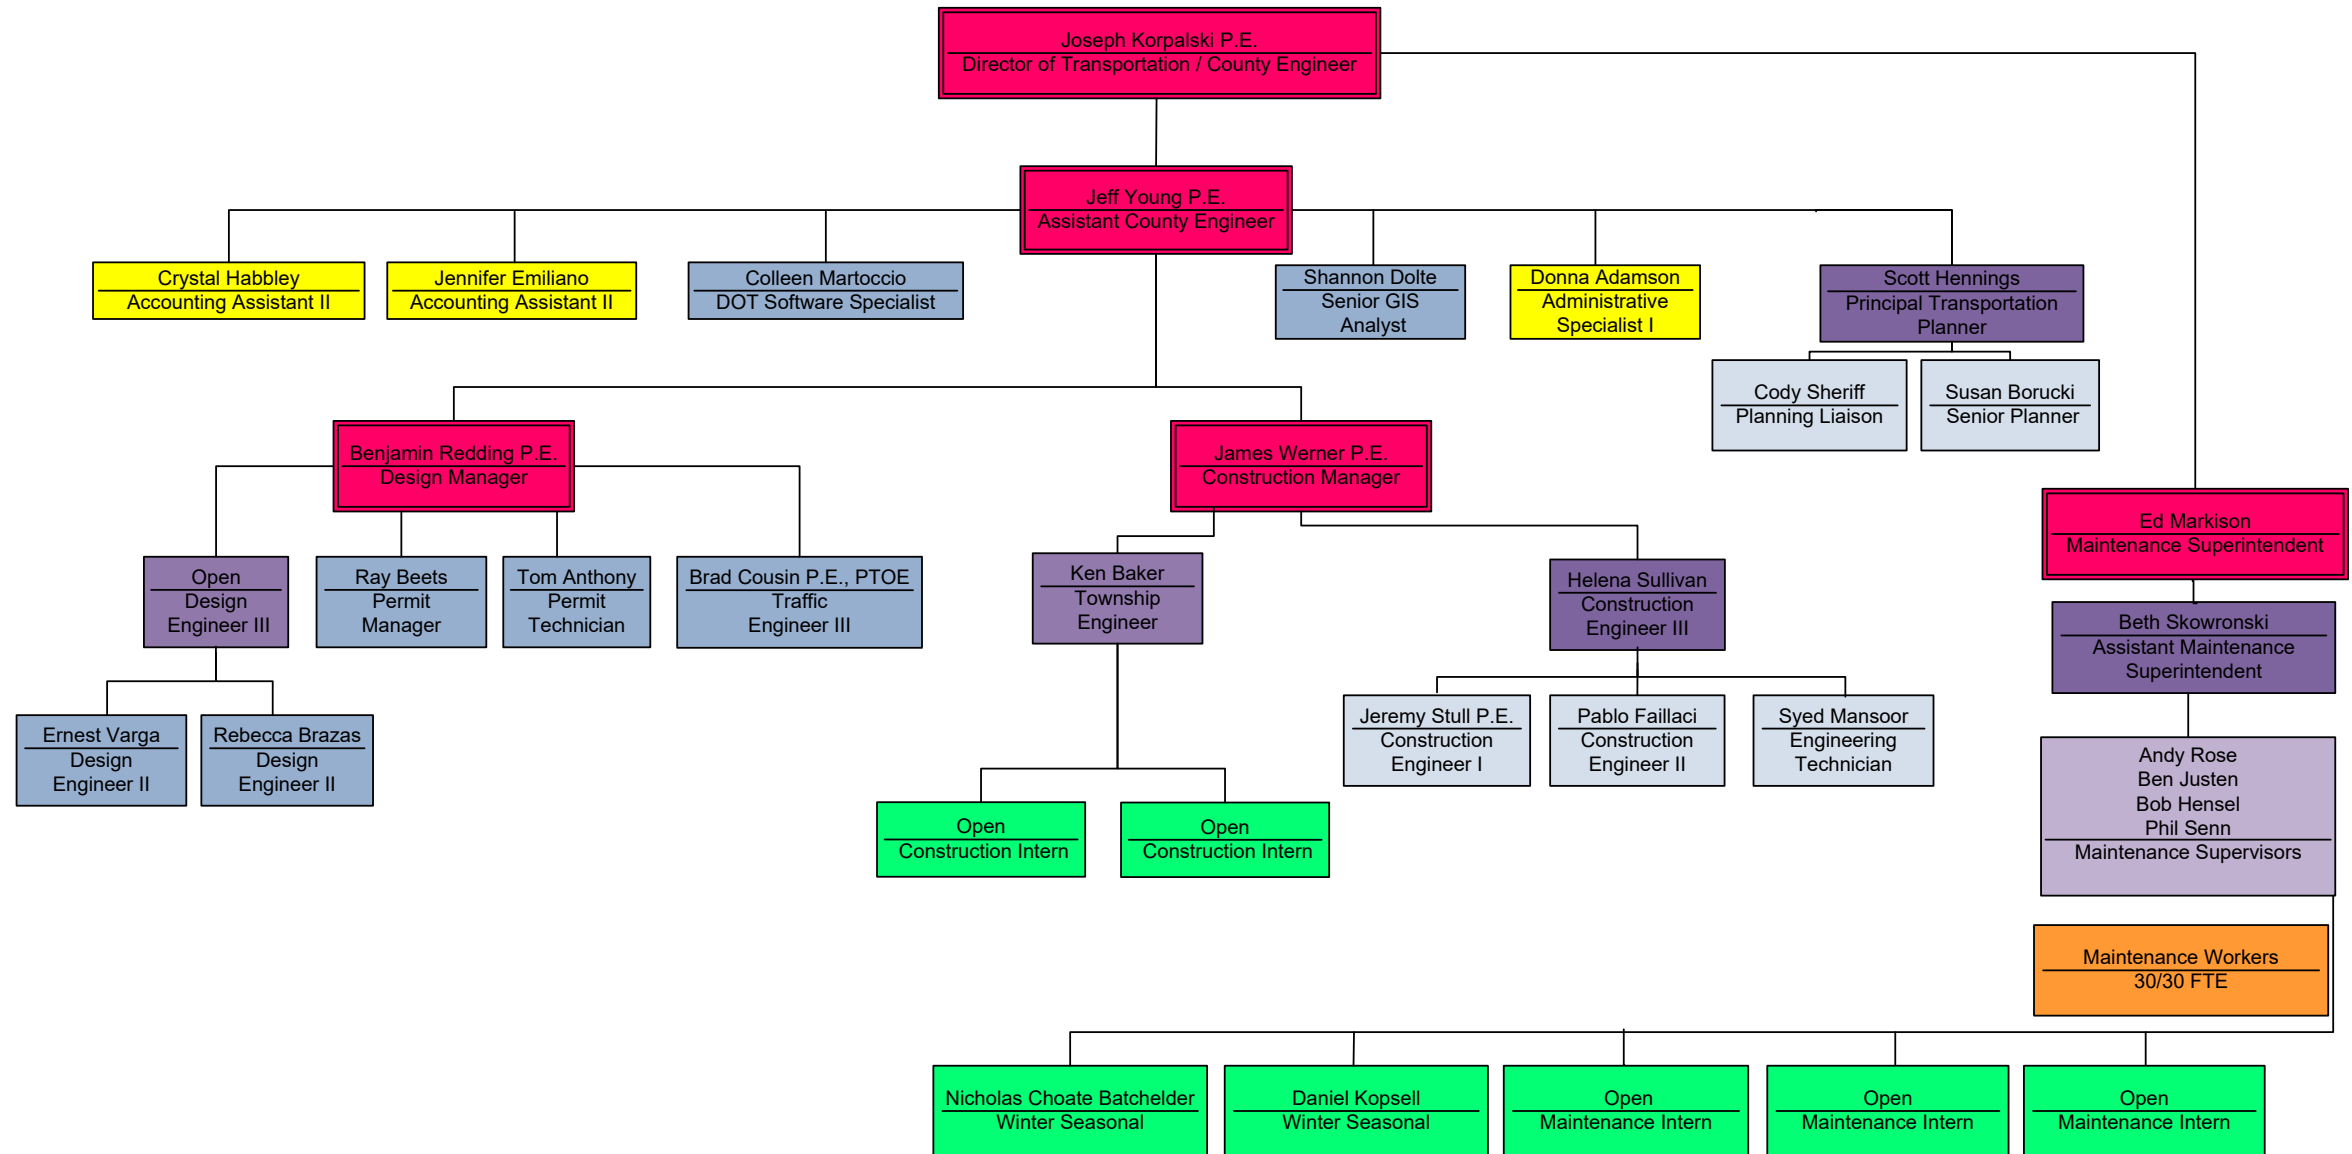 Joseph Korpalski P.E.
Director of Transportation / County Engineer
Jeff Young P.E.
Assistant County Engineer
Crystal Habbley
Accounting Assistant II
Jennifer Emiliano
Accounting Assistant II
Colleen Martoccio
DOT Software Specialist
Shannon Dolte
Senior GIS
Analyst
Donna Adamson
Administrative
Specialist I
Scott Hennings
Principal Transportation
Planner
Cody Sheriff
Planning Liaison
Susan Borucki
Senior Planner
Benjamin Redding P.E.
Design Manager
James Werner P.E.
Construction Manager
Ed Markison
Maintenance Superintendent
Open
Design
Engineer III
Ray Beets
Permit
Manager
Tom Anthony
Permit
Technician
Brad Cousin P.E., PTOE
Traffic
Engineer III
Ken Baker
Township
Engineer
Helena Sullivan
Construction
Engineer III
Beth Skowronski
Assistant Maintenance
Superintendent
Ernest Varga
Design
Engineer II
Rebecca Brazas
Design
Engineer II
Jeremy Stull P.E.
Construction
Engineer I
Pablo Faillaci
Construction
Engineer II
Syed Mansoor
Engineering
Technician
Andy Rose
Ben Justen
Bob Hensel
Phil Senn
Maintenance Supervisors
Open
Construction Intern
Open
Construction Intern
Maintenance Workers
30/30 FTE
Nicholas Choate Batchelder
Winter Seasonal
Daniel Kopsell
Winter Seasonal
Open
Maintenance Intern
Open
Maintenance Intern
Open
Maintenance Intern